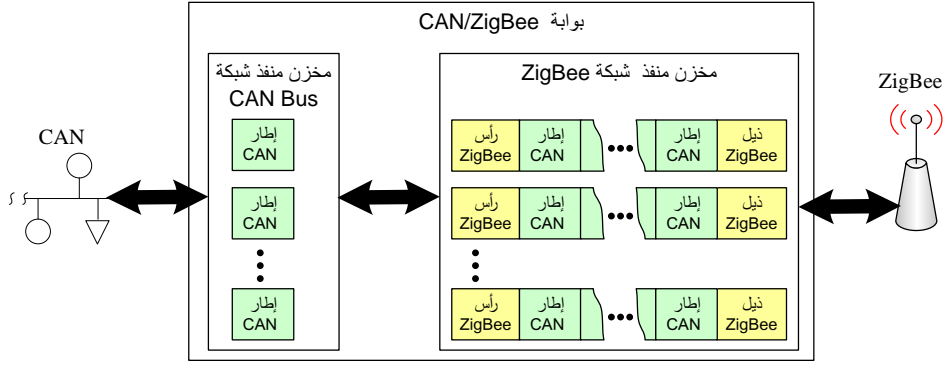 بوابة CAN/ZigBee
مخزن منفذ شبكة
CAN Bus
مخزن منفذ شبكة ZigBee
ZigBee
CAN
إطار
CAN
رأس
ZigBee
إطار
CAN
إطار
CAN
ذيل
ZigBee
إطار
CAN
رأس
ZigBee
إطار
CAN
إطار
CAN
ذيل
ZigBee
إطار
CAN
رأس
ZigBee
إطار
CAN
إطار
CAN
ذيل
ZigBee